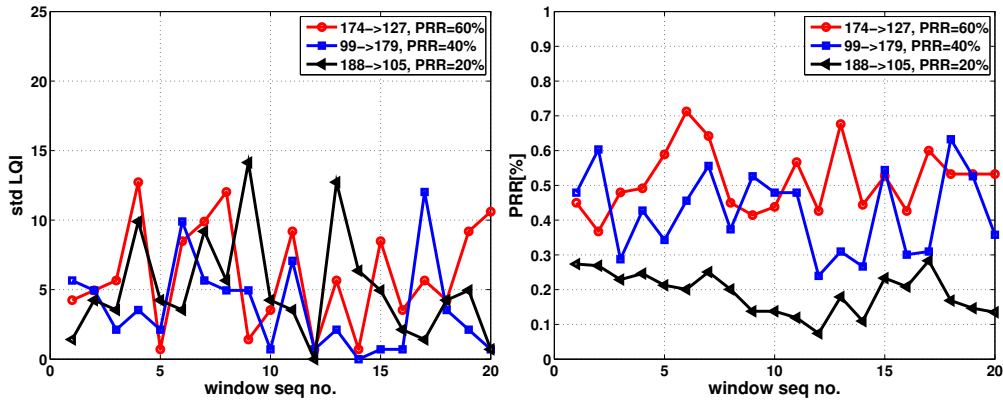 25
20
15
10
5
0
std LQI
0 5 10 15 20
window seq no.
174->127, PRR=60%
99->179, PRR=40%
188->105, PRR=20%
1
0.9
0.8
0.7
0.6
0.5
0.4
0.3
0.2
0.1
0
PRR[%]
5 10 15 20
window seq no.
174->127, PRR=60%
99->179, PRR=40%
188->105, PRR=20%